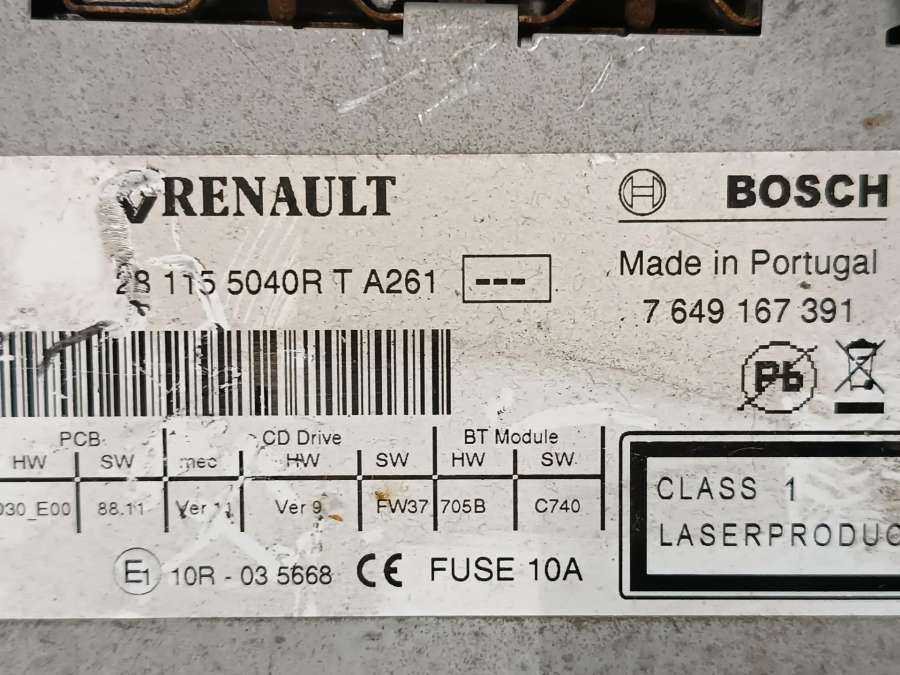 RENAULT
BOSCH
28 115 5040R T A261 ---
Made in Portugal
7 649 167 391
Pb
PCB CD Drive BT Module
HW SW mec HW SW HW SW
030_E00 88.11 Ver 11 Ver 9 FW37 705B C740
CLASS 1
LASERPRODUC
E1 10R - 03 5668 CE FUSE 10A